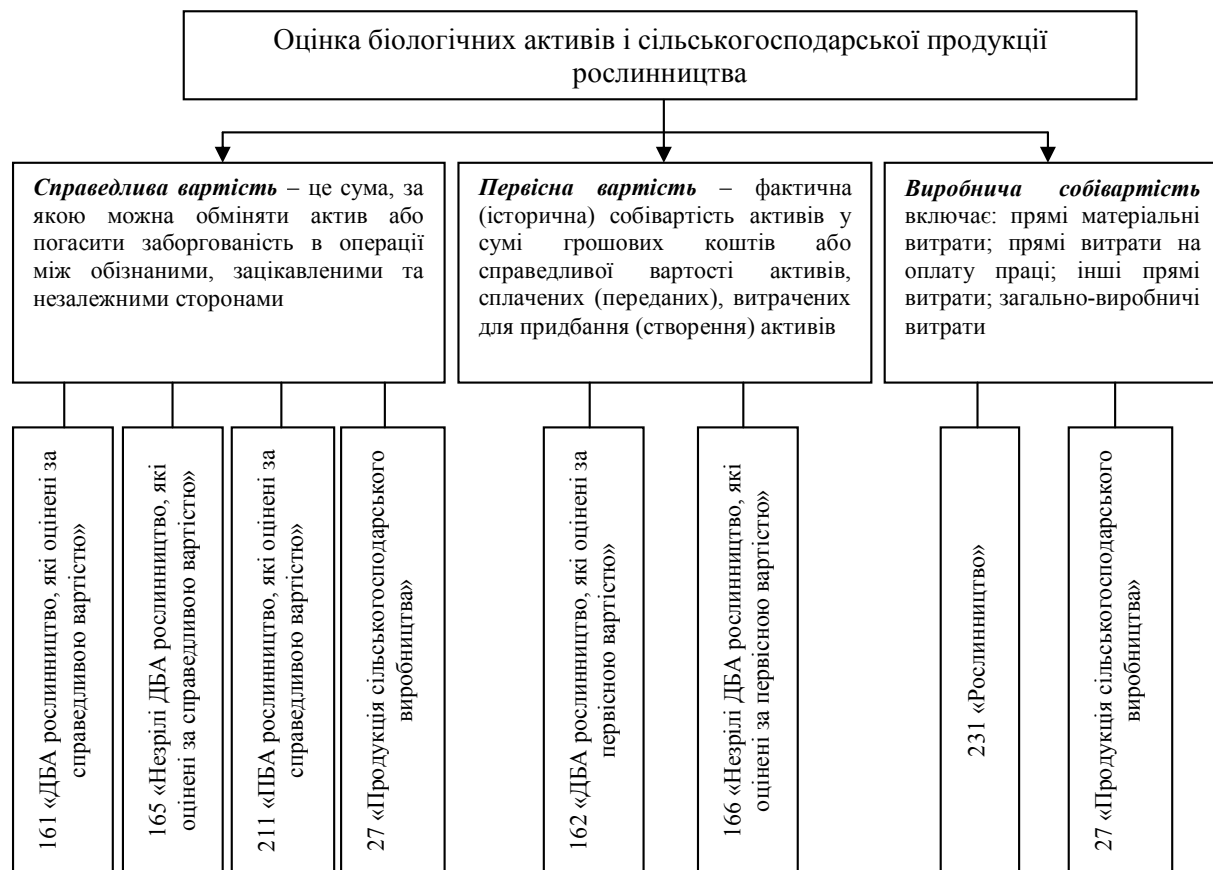 Оцінка біологічних активів і сільськогосподарської продукції
рослинництва
Справедлива вартість – це сума, за
якою можна обміняти актив або
погасити заборгованість в операції
між обізнаними, зацікавленими та
незалежними сторонами
Первісна вартість – фактична
(історична) собівартість активів у
сумі грошових коштів або
справедливої вартості активів,
сплачених (переданих), витрачених
для придбання (створення) активів
Виробнича собівартість
включає: прямі матеріальні
витрати; прямі витрати на
оплату праці; інші прямі
витрати; загально-виробничі
витрати
161 «ДБА рослинництво, які оцінені за
справедливою вартістю»
165 «Незрілі ДБА рослинництво, які
оцінені за справедливою вартістю»
211 «ПБА рослинництво, які оцінені за
справедливою вартістю»
27 «Продукція сільськогосподарського
виробництва»
162 «ДБА рослинництво, які оцінені за
первісною вартістю»
166 «Незрілі ДБА рослинництво, які
оцінені за первісною вартістю»
231 «Рослинництво»
27 «Продукція сільськогосподарського
виробництва»